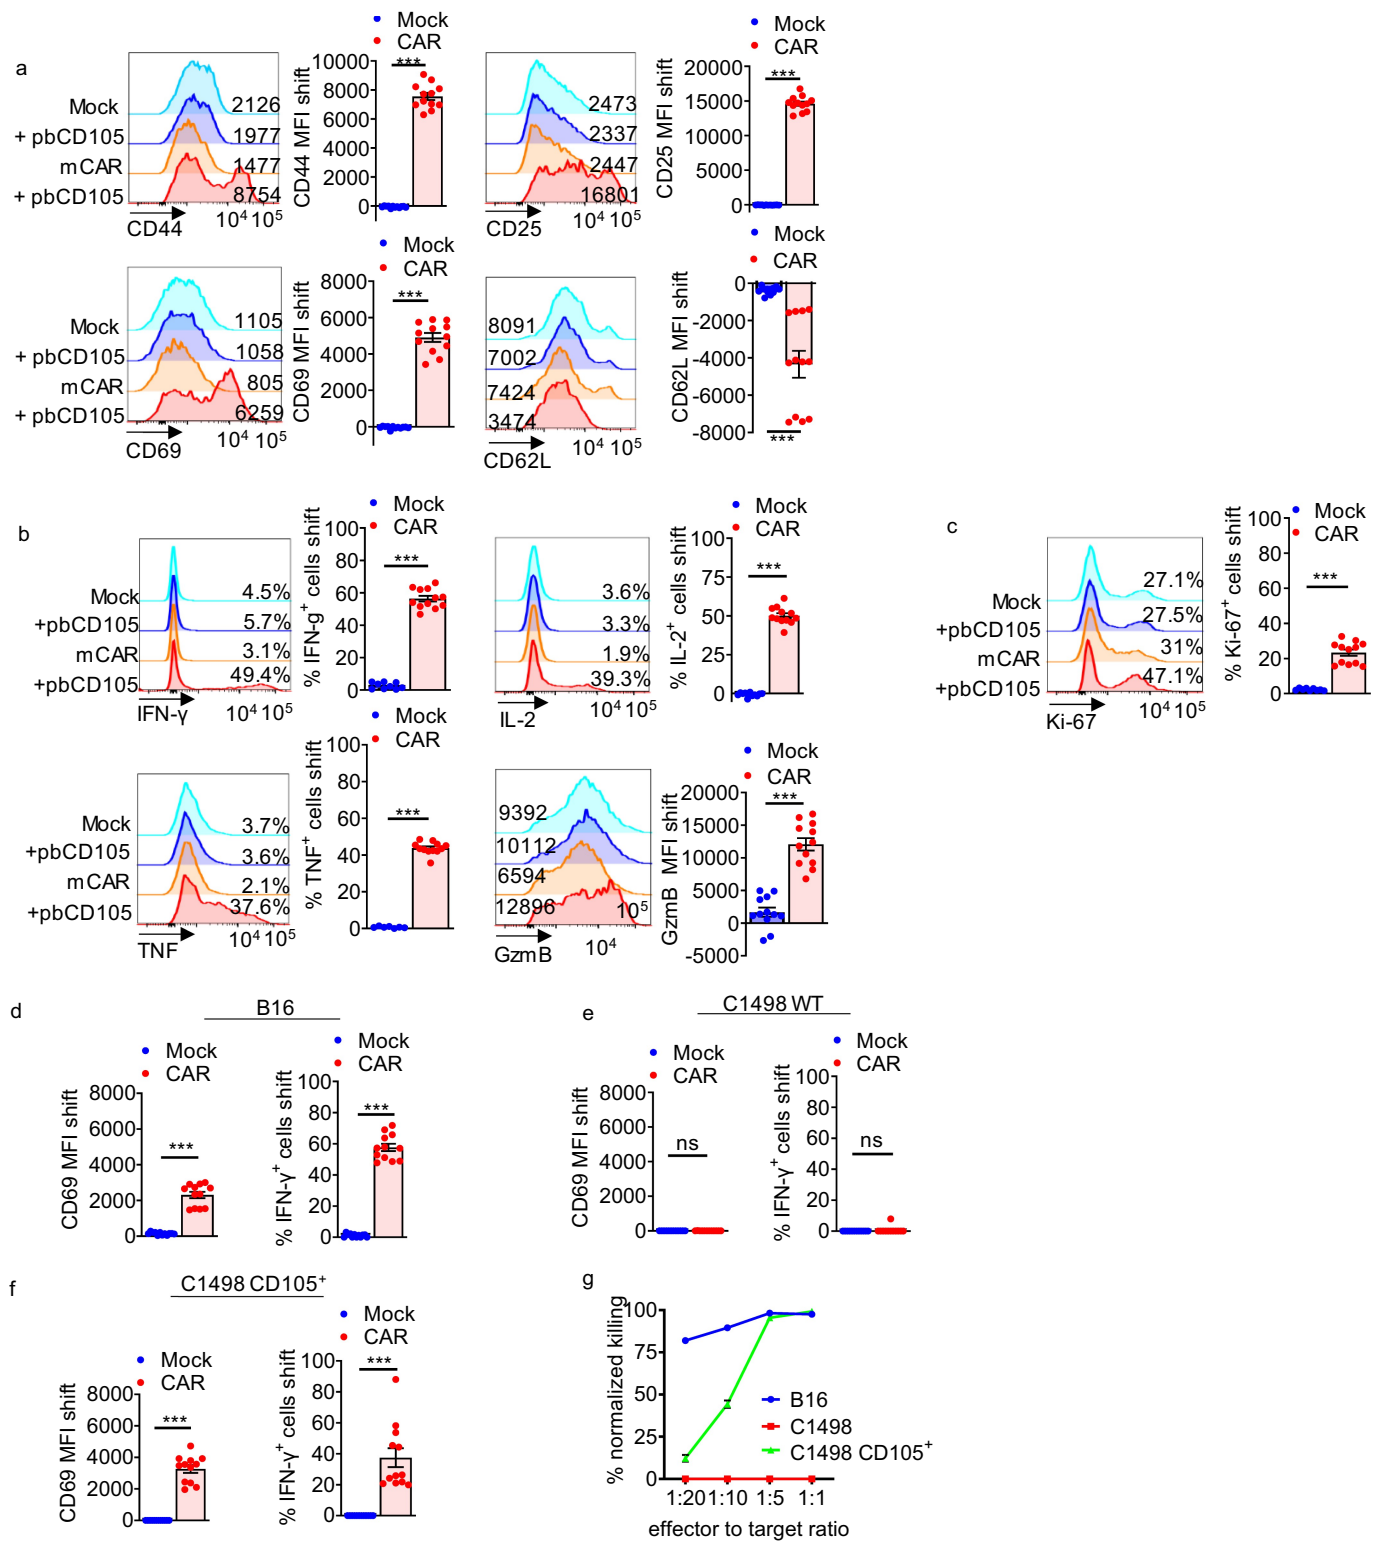 a
Mock
+ pbCD105
mCAR
+ pbCD105
2126
1977
1477
8754
10⁴ 10⁵
CD44
Mock
CAR
***
CD44 MFI shift
10000
8000
6000
4000
2000
0
2473
2337
2447
16801
10⁴ 10⁵
CD25
Mock
CAR
***
CD25 MFI shift
20000
15000
10000
5000
0
Mock
+ pbCD105
mCAR
+ pbCD105
1105
1058
805
6259
10⁴ 10⁵
CD69
Mock
CAR
***
CD69 MFI shift
8000
6000
4000
2000
0
8091
7002
7424
3474
10⁴ 10⁵
CD62L
Mock
CAR
CD62L MFI shift
0
-2000
-4000
-6000
-8000
***
b
Mock
+pbCD105
mCAR
+pbCD105
4.5%
5.7%
3.1%
49.4%
10⁴ 10⁵
IFN-γ
Mock
CAR
***
% IFN-g⁺ cells shift
100
80
60
40
20
0
3.6%
3.3%
1.9%
39.3%
10⁴ 10⁵
IL-2
Mock
CAR
***
% IL-2⁺ cells shift
100
75
50
25
0
c
Mock
+pbCD105
mCAR
+pbCD105
27.1%
27.5%
31%
47.1%
10⁴ 10⁵
Ki-67
Mock
CAR
***
% Ki-67⁺ cells shift
100
80
60
40
20
0
Mock
+pbCD105
mCAR
+pbCD105
3.7%
3.6%
2.1%
37.6%
10⁴ 10⁵
TNF
Mock
CAR
***
% TNF⁺ cells shift
100
80
60
40
20
0
9392
10112
6594
12896
10⁵
10⁴
GzmB
Mock
CAR
***
GzmB MFI shift
20000
15000
10000
5000
0
-5000
d
B16
Mock
CAR
***
CD69 MFI shift
8000
6000
4000
2000
0
Mock
CAR
***
% IFN-γ⁺ cells shift
100
80
60
40
20
0
e
C1498 WT
Mock
CAR
ns
CD69 MFI shift
8000
6000
4000
2000
0
Mock
CAR
ns
% IFN-γ⁺ cells shift
100
80
60
40
20
0
f
C1498 CD105⁺
Mock
CAR
***
CD69 MFI shift
8000
6000
4000
2000
0
Mock
CAR
***
% IFN-γ⁺ cells shift
100
80
60
40
20
0
g
% normalized killing
100
75
50
25
0
B16
C1498
C1498 CD105⁺
1:20 1:10 1:5 1:1
effector to target ratio